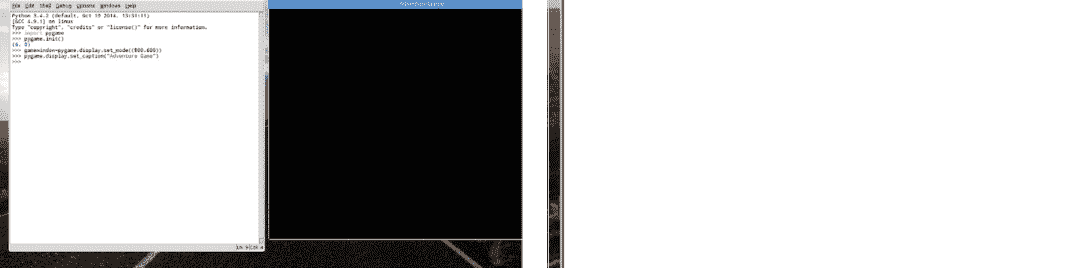 File Edit Shell Debug Options Windows Help
Python 3.4.2 (default, Oct 19 2014, 13:31:11)
[GCC 4.9.1] on linux
Type "copyright", "credits" or "license()" for more information.
>>> import pygame
>>> pygame.init()
(6, 0)
>>> gamewindow=pygame.display.set_mode((800,600))
>>> pygame.display.set_caption("Adventure Game")
>>>
Adventure Game